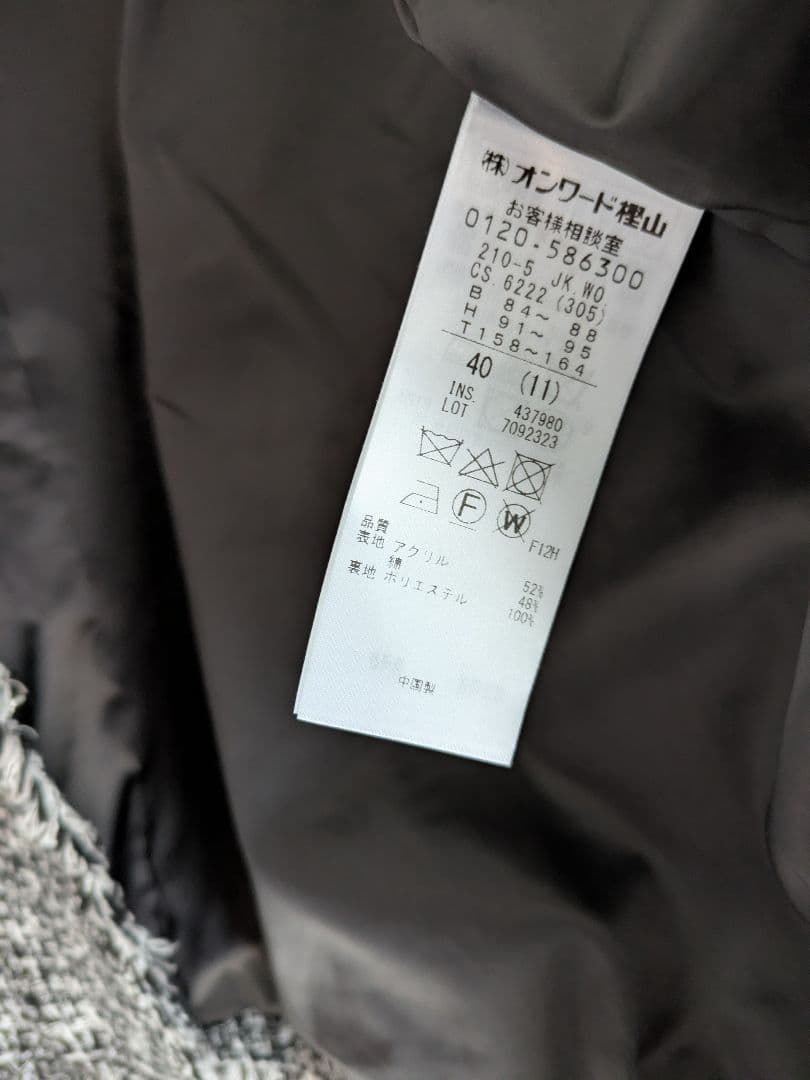 (株)オンワード樫山
お客様相談室
0120-586300
210-5 JK.WO.
CS.6222(305)
B 84～ 88
H 91～ 95
T158～164
40 (11)
INS. 437980
LOT 7092323
F W
F12H
品質
表地 アクリル 52%
綿 48%
裏地 ポリエステル 100%
中国製